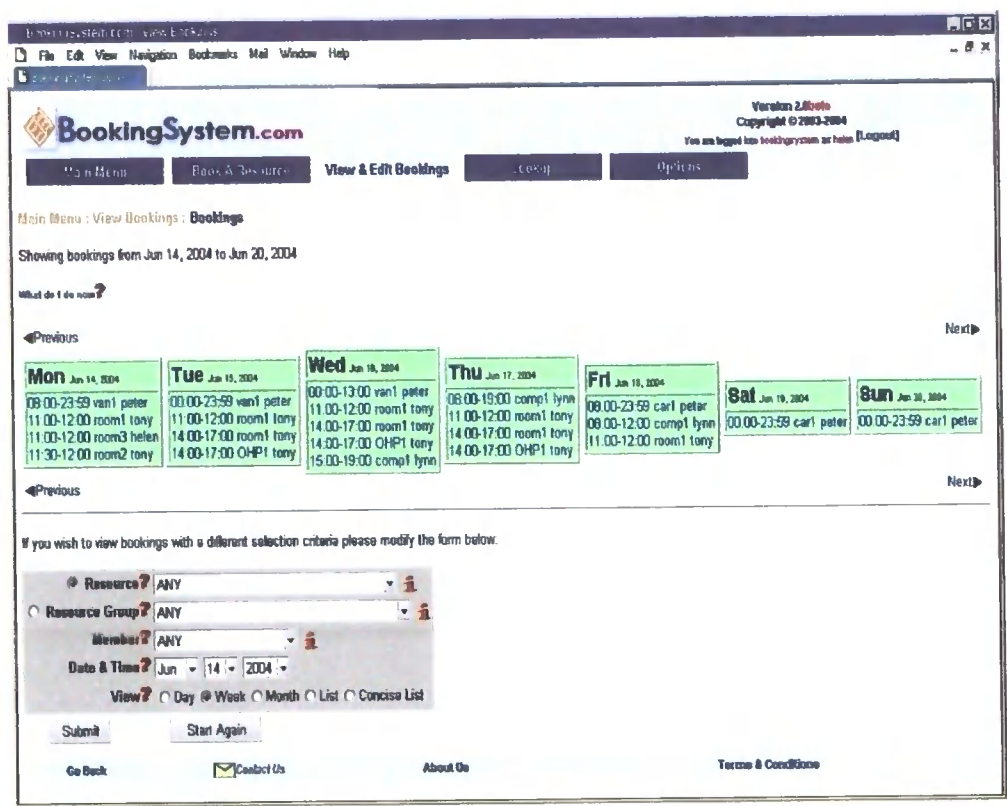 File Edit View Navigation Bookmarks Mail Window Help
BookingSystem.com
Version 2.0beta
Copyright © 2003-2004
You are logged into bookingsystem as helen [Logout]
Main Menu Book A Resource View & Edit Bookings Lookup Options
Main Menu : View Bookings : Bookings
Showing bookings from Jun 14, 2004 to Jun 20, 2004
What do I do now?
Previous Next
Mon Jun 14, 2004
08:00-23:59 van1 peter
11:00-12:00 room1 tony
11:00-12:00 room3 helen
11:30-12:00 room2 tony
Tue Jun 15, 2004
00:00-23:59 van1 peter
11:00-12:00 room1 tony
14:00-17:00 room1 tony
14:00-17:00 OHP1 tony
Wed Jun 16, 2004
00:00-13:00 van1 peter
11:00-12:00 room1 tony
14:00-17:00 room1 tony
14:00-17:00 OHP1 tony
15:00-19:00 comp1 lynn
Thu Jun 17, 2004
08:00-19:00 comp1 lynn
11:00-12:00 room1 tony
14:00-17:00 room1 tony
14:00-17:00 OHP1 tony
Fri Jun 18, 2004
08:00-23:59 car1 peter
08:00-12:00 comp1 lynn
11:00-12:00 room1 tony
Sat Jun 19, 2004
00:00-23:59 car1 peter
Sun Jun 20, 2004
00:00-23:59 car1 peter
Previous Next
If you wish to view bookings with a different selection criteria please modify the form below.
Resource? ANY
Resource Group? ANY
Member? ANY
Date & Time? Jun 14 2004
View? Day Week Month List Concise List
Submit Start Again
Go Back Contact Us About Us Terms & Conditions